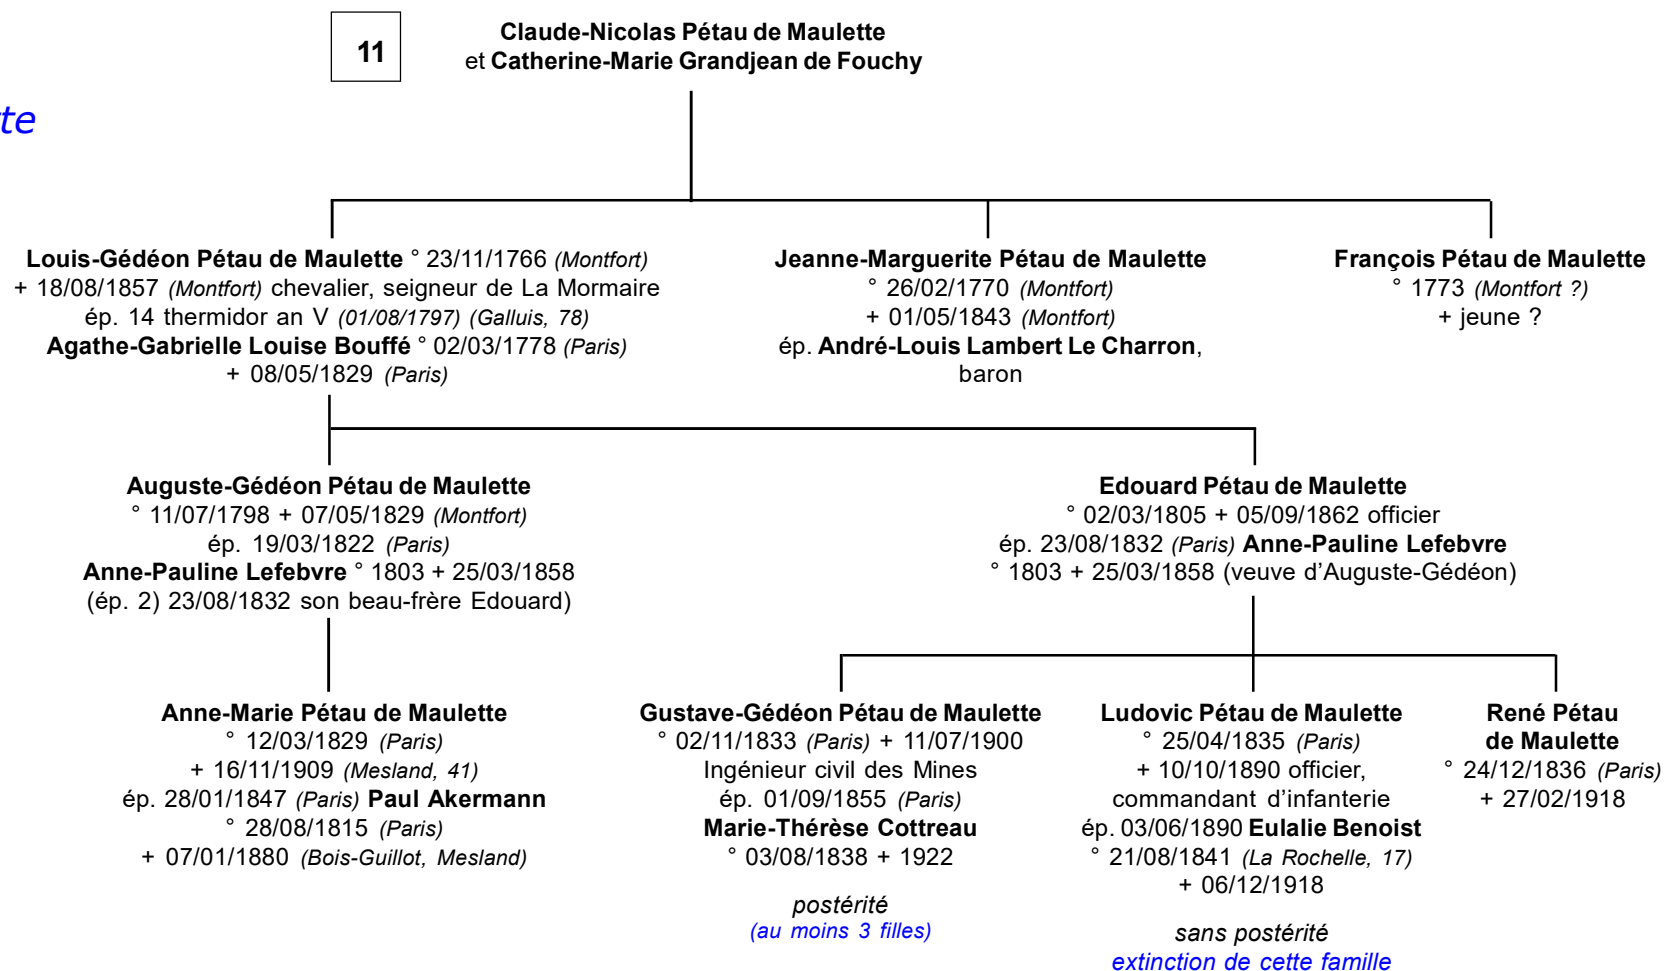 11
Claude-Nicolas Pétau de Maulette
et Catherine-Marie Grandjean de Fouchy
tte
Louis-Gédéon Pétau de Maulette ° 23/11/1766 (Montfort)
+ 18/08/1857 (Montfort) chevalier, seigneur de La Mormaire
ép. 14 thermidor an V (01/08/1797) (Galluis, 78)
Agathe-Gabrielle Louise Bouffé ° 02/03/1778 (Paris)
+ 08/05/1829 (Paris)
Jeanne-Marguerite Pétau de Maulette
° 26/02/1770 (Montfort)
+ 01/05/1843 (Montfort)
ép. André-Louis Lambert Le Charron,
baron
François Pétau de Maulette
° 1773 (Montfort ?)
+ jeune ?
Auguste-Gédéon Pétau de Maulette
° 11/07/1798 + 07/05/1829 (Montfort)
ép. 19/03/1822 (Paris)
Anne-Pauline Lefebvre ° 1803 + 25/03/1858
(ép. 2) 23/08/1832 son beau-frère Edouard)
Edouard Pétau de Maulette
° 02/03/1805 + 05/09/1862 officier
ép. 23/08/1832 (Paris) Anne-Pauline Lefebvre
° 1803 + 25/03/1858 (veuve d'Auguste-Gédéon)
Anne-Marie Pétau de Maulette
° 12/03/1829 (Paris)
+ 16/11/1909 (Mesland, 41)
ép. 28/01/1847 (Paris) Paul Akermann
° 28/08/1815 (Paris)
+ 07/01/1880 (Bois-Guillot, Mesland)
Gustave-Gédéon Pétau de Maulette
° 02/11/1833 (Paris) + 11/07/1900
Ingénieur civil des Mines
ép. 01/09/1855 (Paris)
Marie-Thérèse Cottreau
° 03/08/1838 + 1922
postérité
(au moins 3 filles)
Ludovic Pétau de Maulette
° 25/04/1835 (Paris)
+ 10/10/1890 officier,
commandant d'infanterie
ép. 03/06/1890 Eulalie Benoist
° 21/08/1841 (La Rochelle, 17)
+ 06/12/1918
sans postérité
extinction de cette famille
René Pétau
de Maulette
° 24/12/1836 (Paris)
+ 27/02/1918